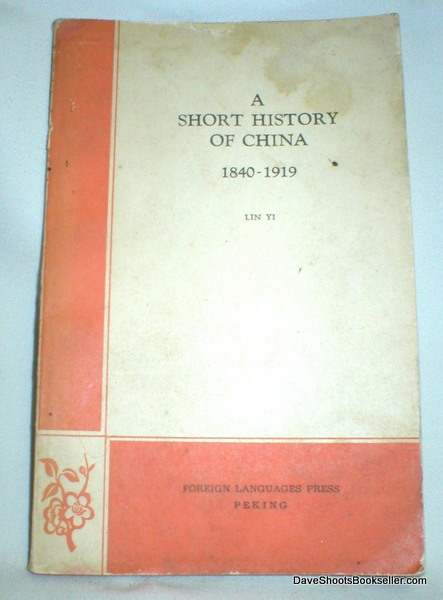 A
SHORT HISTORY
OF CHINA
1840-1919
LIN YI
FOREIGN LANGUAGES PRESS
PEKING
DaveShootsBookseller.com